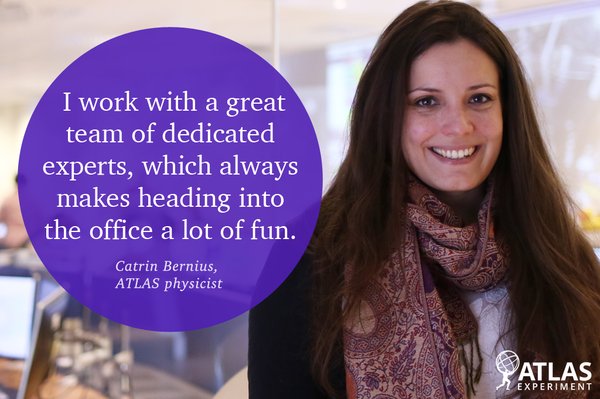 I work with a great
team of dedicated
experts, which always
makes heading into
the office a lot of fun.
Catrin Bernius,
ATLAS physicist
ATLAS
EXPERIMENT